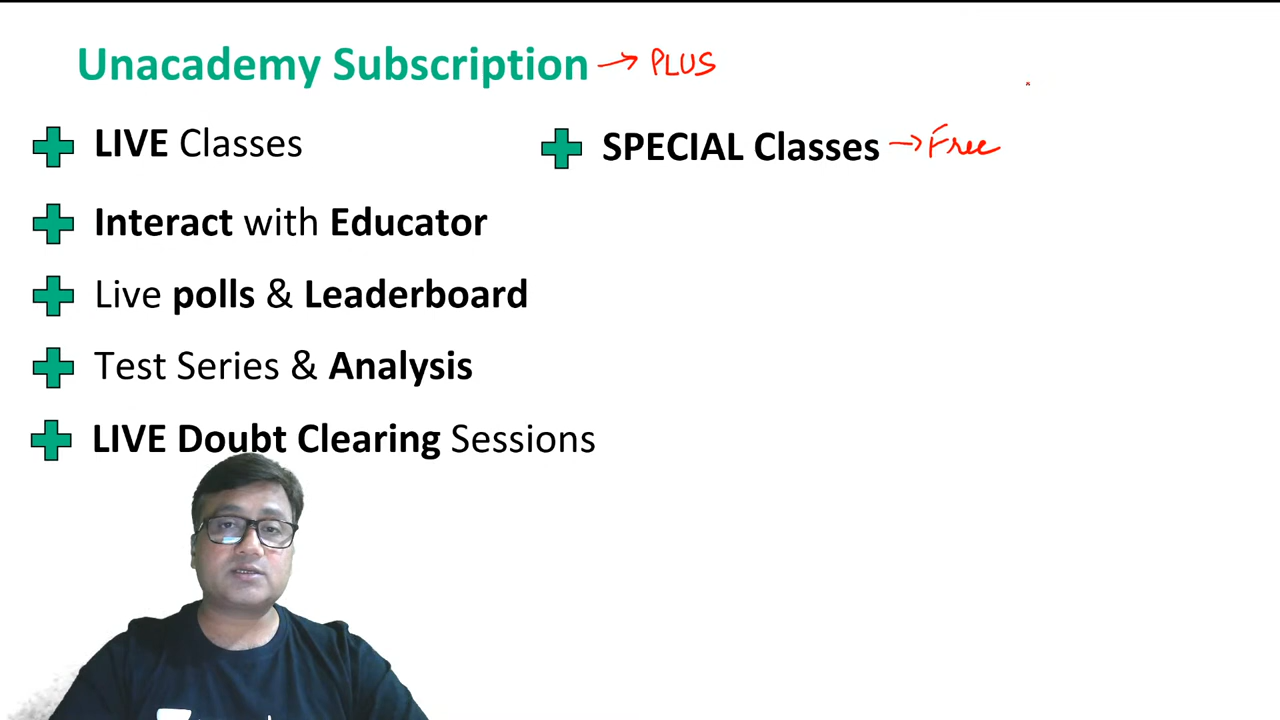 Unacademy Subscription → PLUS
LIVE Classes
SPECIAL Classes → Free
Interact with Educator
Live polls & Leaderboard
Test Series & Analysis
LIVE Doubt Clearing Sessions